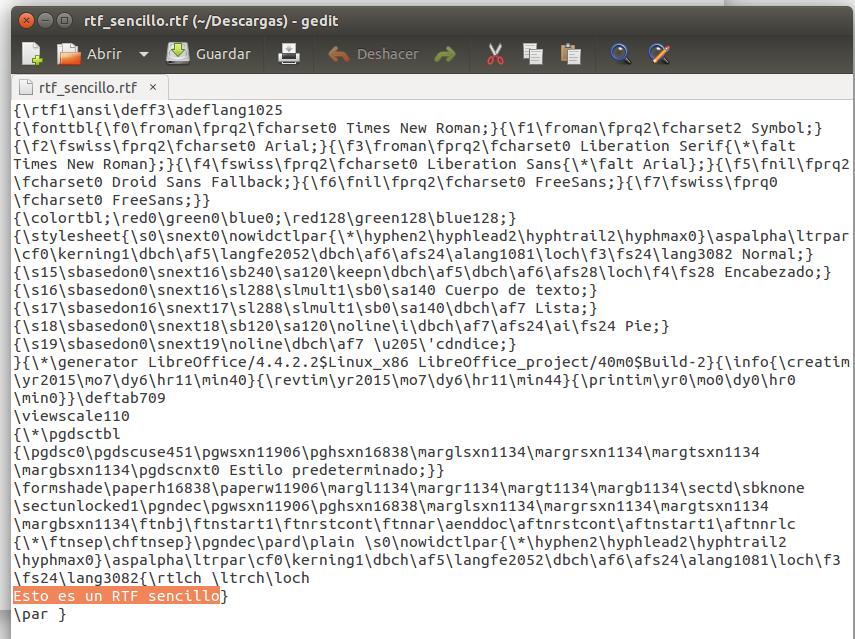 rtf_sencillo.rtf (~/Descargas) - gedit
Abrir Guardar Deshacer
rtf_sencillo.rtf ×
{\rtf1\ansi\deff3\adeflang1025
{\fonttbl{\f0\froman\fprq2\fcharset0 Times New Roman;}{\f1\froman\fprq2\fcharset2 Symbol;}
{\f2\fswiss\fprq2\fcharset0 Arial;}{\f3\froman\fprq2\fcharset0 Liberation Serif{\*\falt
Times New Roman};}{\f4\fswiss\fprq2\fcharset0 Liberation Sans{\*\falt Arial};}{\f5\fnil\fprq2
\fcharset0 Droid Sans Fallback;}{\f6\fnil\fprq2\fcharset0 FreeSans;}{\f7\fswiss\fprq0
\fcharset0 FreeSans;}}
{\colortbl;\red0\green0\blue0;\red128\green128\blue128;}
{\stylesheet{\s0\snext0\nowidctlpar{\*\hyphen2\hyphlead2\hyphtrail2\hyphmax0}\aspalpha\ltrpar
\cf0\kerning1\dbch\af5\langfe2052\dbch\af6\afs24\alang1081\loch\f3\fs24\lang3082 Normal;}
{\s15\sbasedon0\snext16\sb240\sa120\keepn\dbch\af5\dbch\af6\afs28\loch\f4\fs28 Encabezado;}
{\s16\sbasedon0\snext16\sl288\slmult1\sb0\sa140 Cuerpo de texto;}
{\s17\sbasedon16\snext17\sl288\slmult1\sb0\sa140\dbch\af7 Lista;}
{\s18\sbasedon0\snext18\sb120\sa120\noline\i\dbch\af7\afs24\ai\fs24 Pie;}
{\s19\sbasedon0\snext19\noline\dbch\af7 \u205\'cdndice;}
}{\*\generator LibreOffice/4.4.2.2$Linux_x86 LibreOffice_project/40m0$Build-2}{\info{\creatim
\yr2015\mo7\dy6\hr11\min40}{\revtim\yr2015\mo7\dy6\hr11\min44}{\printim\yr0\mo0\dy0\hr0
\min0}}\deftab709
\viewscale110
{\*\pgdsctbl
{\pgdsc0\pgdscuse451\pgwsxn11906\pghsxn16838\marglsxn1134\margrsxn1134\margtsxn1134
\margbsxn1134\pgdscnxt0 Estilo predeterminado;}}
\formshade\paperh16838\paperw11906\margl1134\margr1134\margt1134\margb1134\sectd\sbknone
\sectunlocked1\pgndec\pgwsxn11906\pghsxn16838\marglsxn1134\margrsxn1134\margtsxn1134
\margbsxn1134\ftnbj\ftnstart1\ftnrstcont\ftnnar\aenddoc\aftnrstcont\aftnstart1\aftnnrlc
{\*\ftnsep\chftnsep}\pgndec\pard\plain \s0\nowidctlpar{\*\hyphen2\hyphlead2\hyphtrail2
\hyphmax0}\aspalpha\ltrpar\cf0\kerning1\dbch\af5\langfe2052\dbch\af6\afs24\alang1081\loch\f3
\fs24\lang3082{\rtlch \ltrch\loch
Esto es un RTF sencillo}
\par }